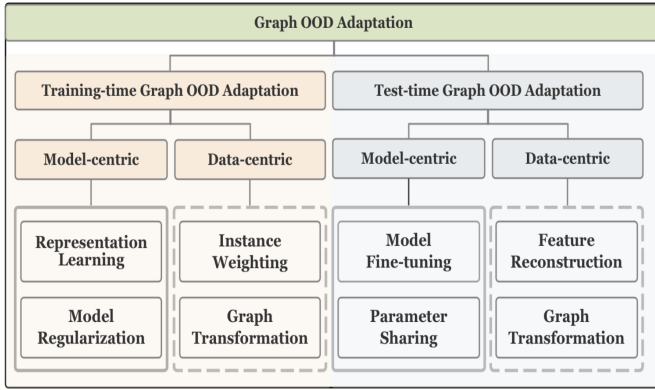 Graph OOD Adaptation
Training-time Graph OOD Adaptation
Test-time Graph OOD Adaptation
Model-centric
Data-centric
Model-centric
Data-centric
Representation
Learning
Instance
Weighting
Model
Fine-tuning
Feature
Reconstruction
Model
Regularization
Graph
Transformation
Parameter
Sharing
Graph
Transformation